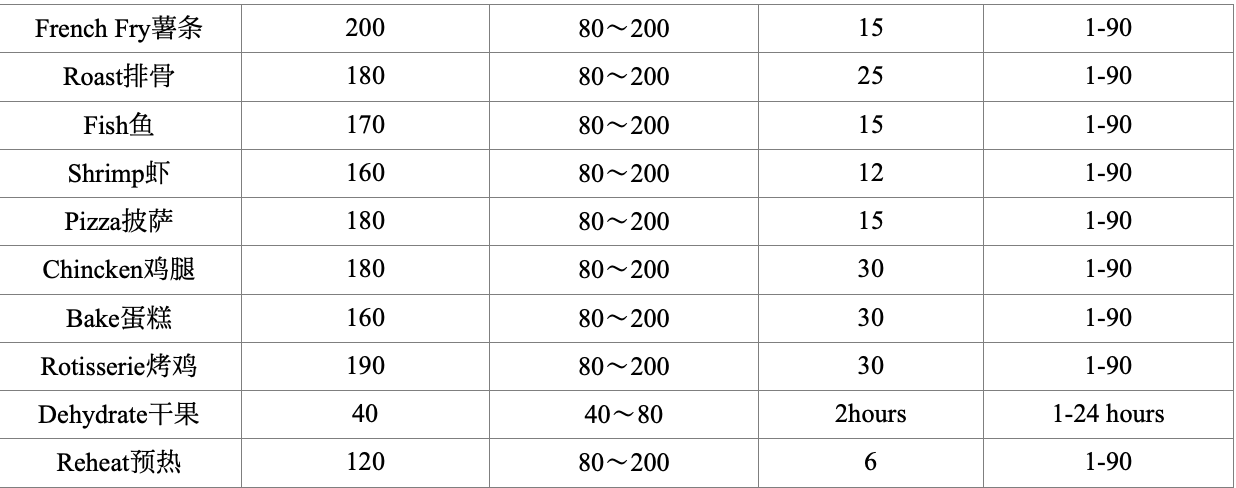 French Fry薯条 200 80～200 15 1-90
Roast排骨 180 80～200 25 1-90
Fish鱼 170 80～200 15 1-90
Shrimp虾 160 80～200 12 1-90
Pizza披萨 180 80～200 15 1-90
Chincken鸡腿 180 80～200 30 1-90
Bake蛋糕 160 80～200 30 1-90
Rotisserie烤鸡 190 80～200 30 1-90
Dehydrate干果 40 40～80 2hours 1-24 hours
Reheat预热 120 80～200 6 1-90